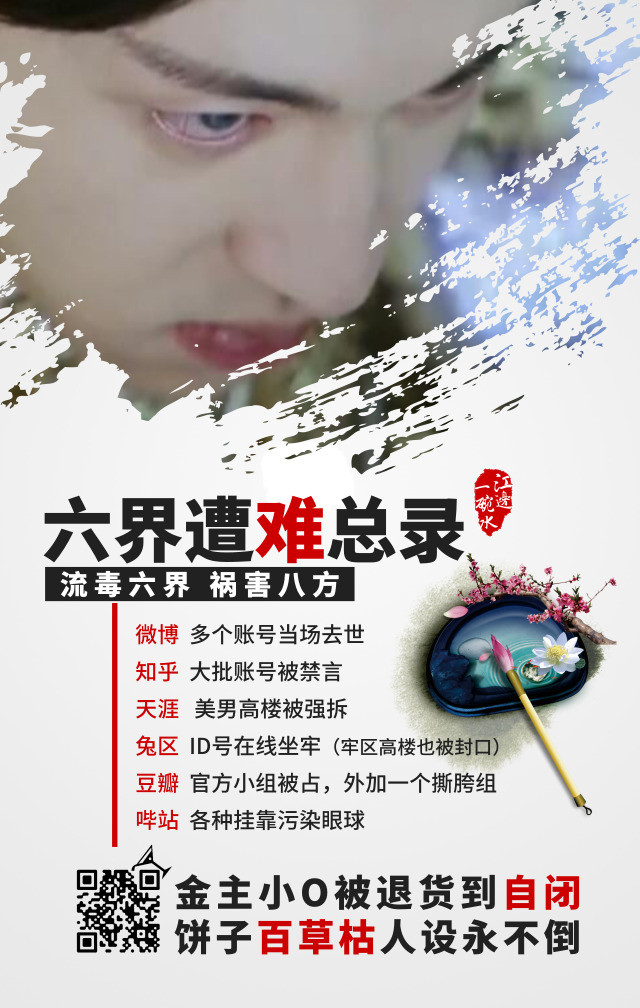 六界遭难总录
江邊
一碗水
流毒六界 祸害八方
微博 多个账号当场去世
知乎 大批账号被禁言
天涯 美男高楼被强拆
兔区 ID号在线坐牢（牢区高楼也被封口）
豆瓣 官方小组被占，外加一个撕胯组
哔站 各种挂靠污染眼球
金主小O被退货到自闭
饼子百草枯人设永不倒